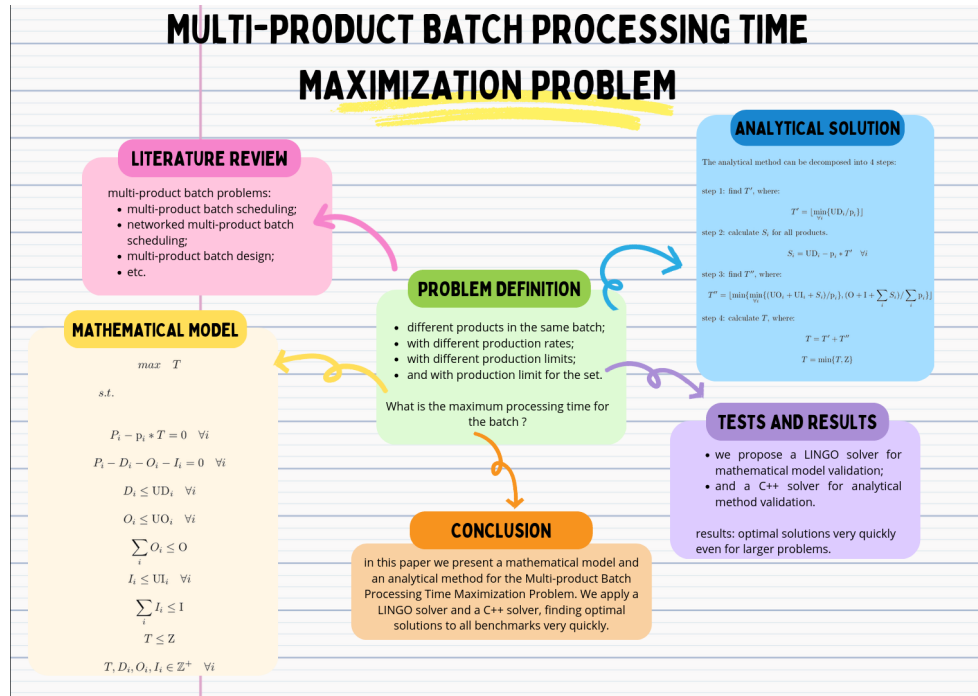 MULTI-PRODUCT BATCH PROCESSING TIME
MAXIMIZATION PROBLEM
LITERATURE REVIEW
multi-product batch problems:
• multi-product batch scheduling;
• networked multi-product batch
scheduling;
• multi-product batch design;
• etc.
MATHEMATICAL MODEL
max T
s.t.
P_i − p_i * T = 0 ∀i
P_i − D_i − O_i − I_i = 0 ∀i
D_i ≤ UD_i ∀i
O_i ≤ UO_i ∀i
∑_i O_i ≤ O
I_i ≤ UI_i ∀i
∑_i I_i ≤ I
T ≤ Z
T, D_i, O_i, I_i ∈ ℤ^+ ∀i
PROBLEM DEFINITION
• different products in the same batch;
• with different production rates;
• with different production limits;
• and with production limit for the set.
What is the maximum processing time for
the batch ?
CONCLUSION
in this paper we present a mathematical model and
an analytical method for the Multi-product Batch
Processing Time Maximization Problem. We apply a
LINGO solver and a C++ solver, finding optimal
solutions to all benchmarks very quickly.
ANALYTICAL SOLUTION
The analytical method can be decomposed into 4 steps:
step 1: find T′, where:
T′ = ⌊min_{∀i}{UD_i/p_i}⌋
step 2: calculate S_i for all products.
S_i = UD_i − p_i * T′ ∀i
step 3: find T″, where:
T″ = ⌊min{min_{∀i}{(UO_i + UI_i + S_i)/p_i}, (O + I + ∑_i S_i)/∑_i p_i}⌋
step 4: calculate T, where:
T = T′ + T″
T = min{T, Z}
TESTS AND RESULTS
• we propose a LINGO solver for
mathematical model validation;
• and a C++ solver for analytical
method validation.
results: optimal solutions very quickly
even for larger problems.